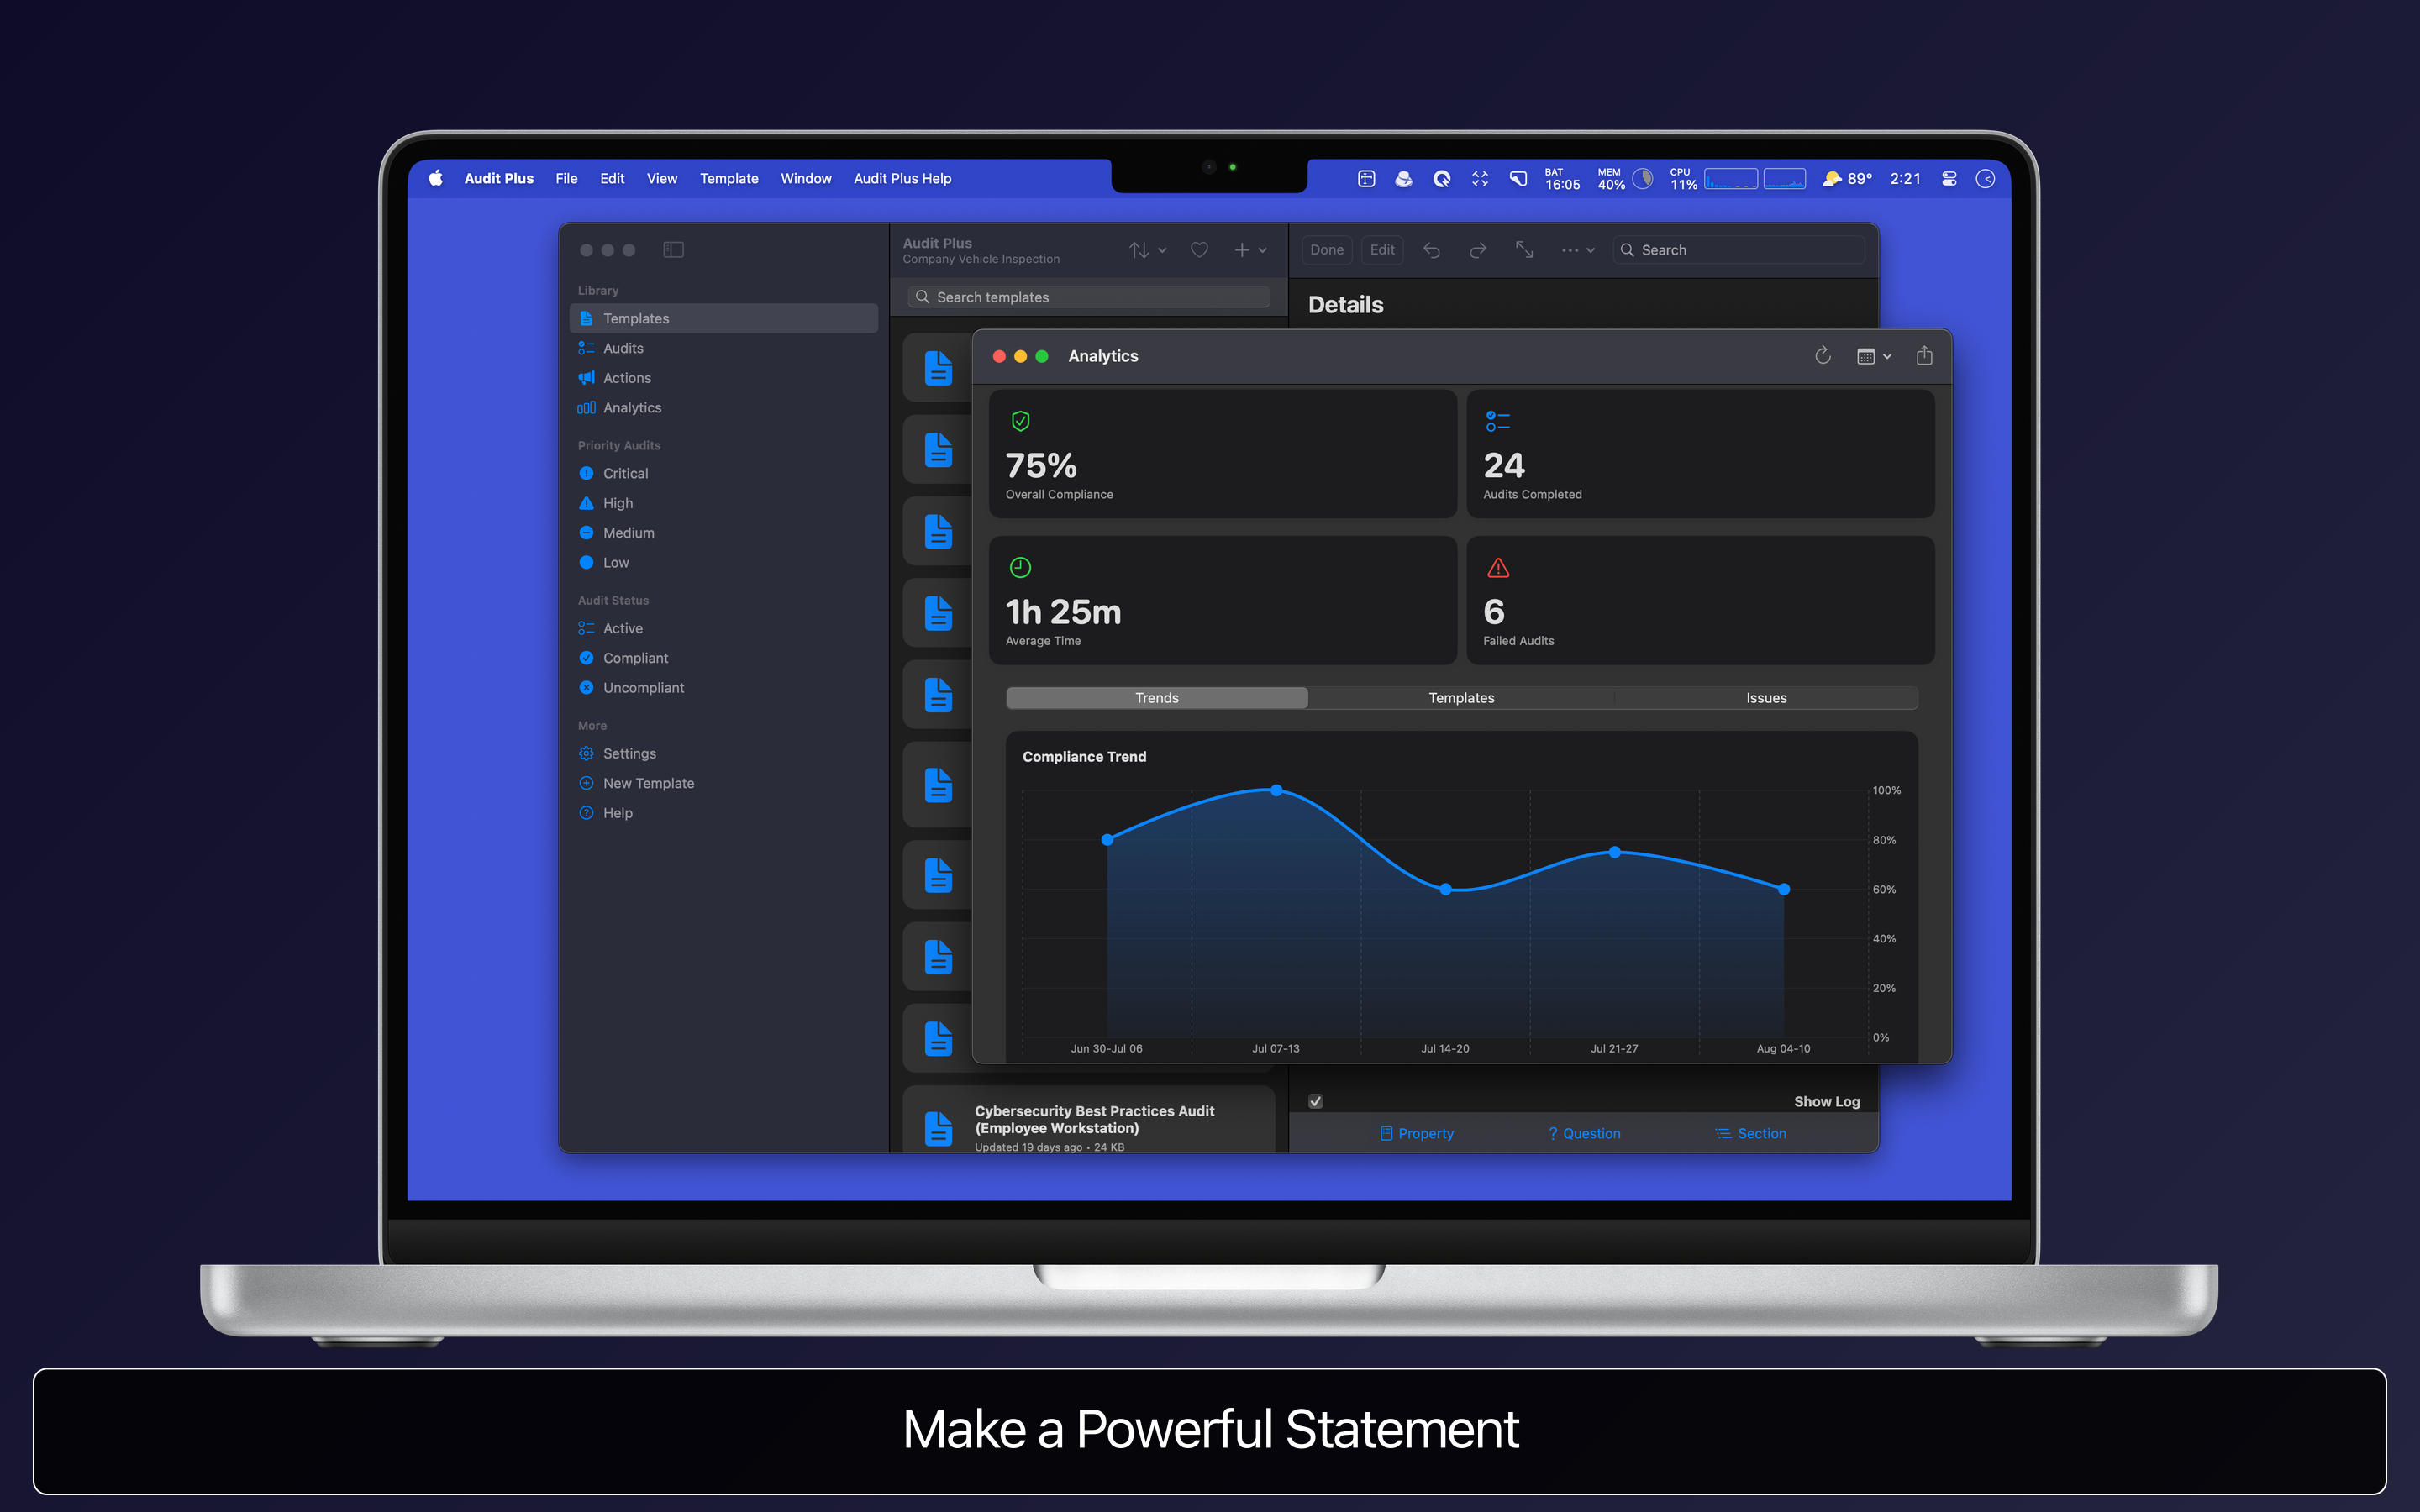 Audit Plus File Edit View Template Window Audit Plus Help
BAT 16:05 MEM 40% CPU 11% 89° 2:21
Library
Templates
Audits
Actions
Analytics
Priority Audits
Critical
High
Medium
Low
Audit Status
Active
Compliant
Uncompliant
More
Settings
New Template
Help
Audit Plus
Company Vehicle Inspection
Search templates
Done Edit Search
Details
Analytics
75%
Overall Compliance
24
Audits Completed
1h 25m
Average Time
6
Failed Audits
Trends Templates Issues
Compliance Trend
100%
80%
60%
40%
20%
0%
Jun 30-Jul 06 Jul 07-13 Jul 14-20 Jul 21-27 Aug 04-10
Cybersecurity Best Practices Audit
(Employee Workstation)
Updated 19 days ago • 24 KB
Show Log
Property ? Question Section
Make a Powerful Statement